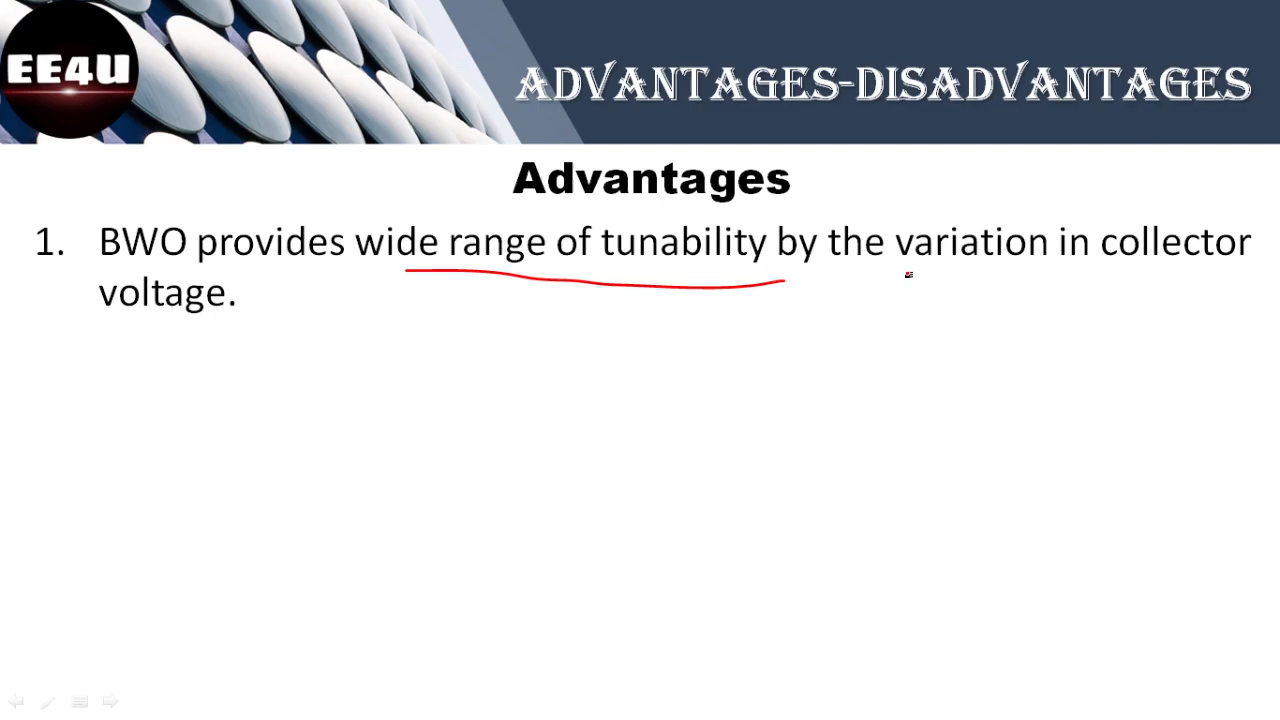 EE4U
ADVANTAGES-DISADVANTAGES
Advantages
1. BWO provides wide range of tunability by the variation in collector
voltage.